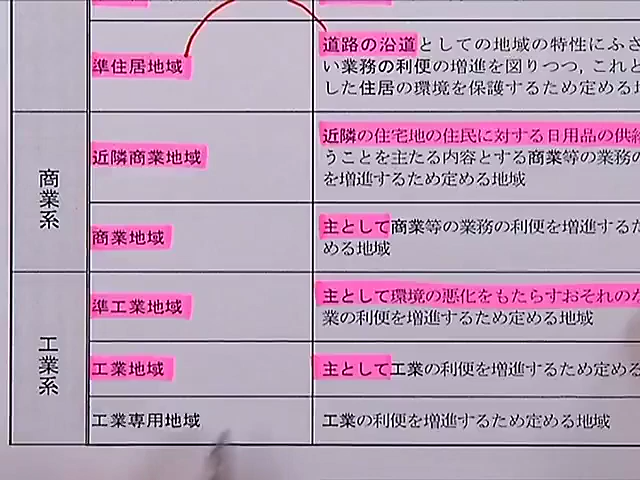 準住居地域
道路の沿道としての地域の特性にふさ
い業務の利便の増進を図りつつ，これと
した住居の環境を保護するため定める地
商業系
近隣商業地域
近隣の住宅地の住民に対する日用品の供給
うことを主たる内容とする商業等の業務の
を増進するため定める地域
商業地域
主として商業等の業務の利便を増進するた
める地域
工業系
準工業地域
主として環境の悪化をもたらすおそれのな
業の利便を増進するため定める地域
工業地域
主として工業の利便を増進するため定める
工業専用地域
工業の利便を増進するため定める地域